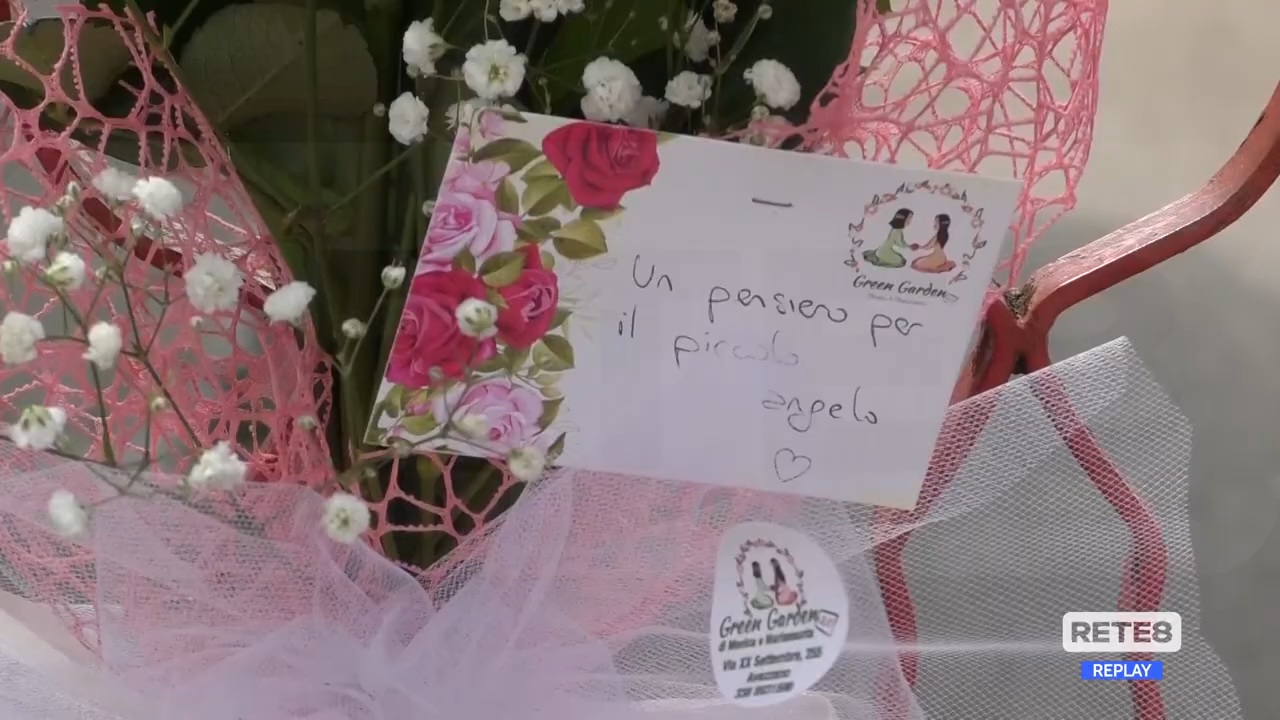 Un pensiero per
il piccolo
angelo
Green Garden
Green Garden
di Monica e Mariassunta
Via XX Settembre, 355
Avezzano
RETE8
REPLAY